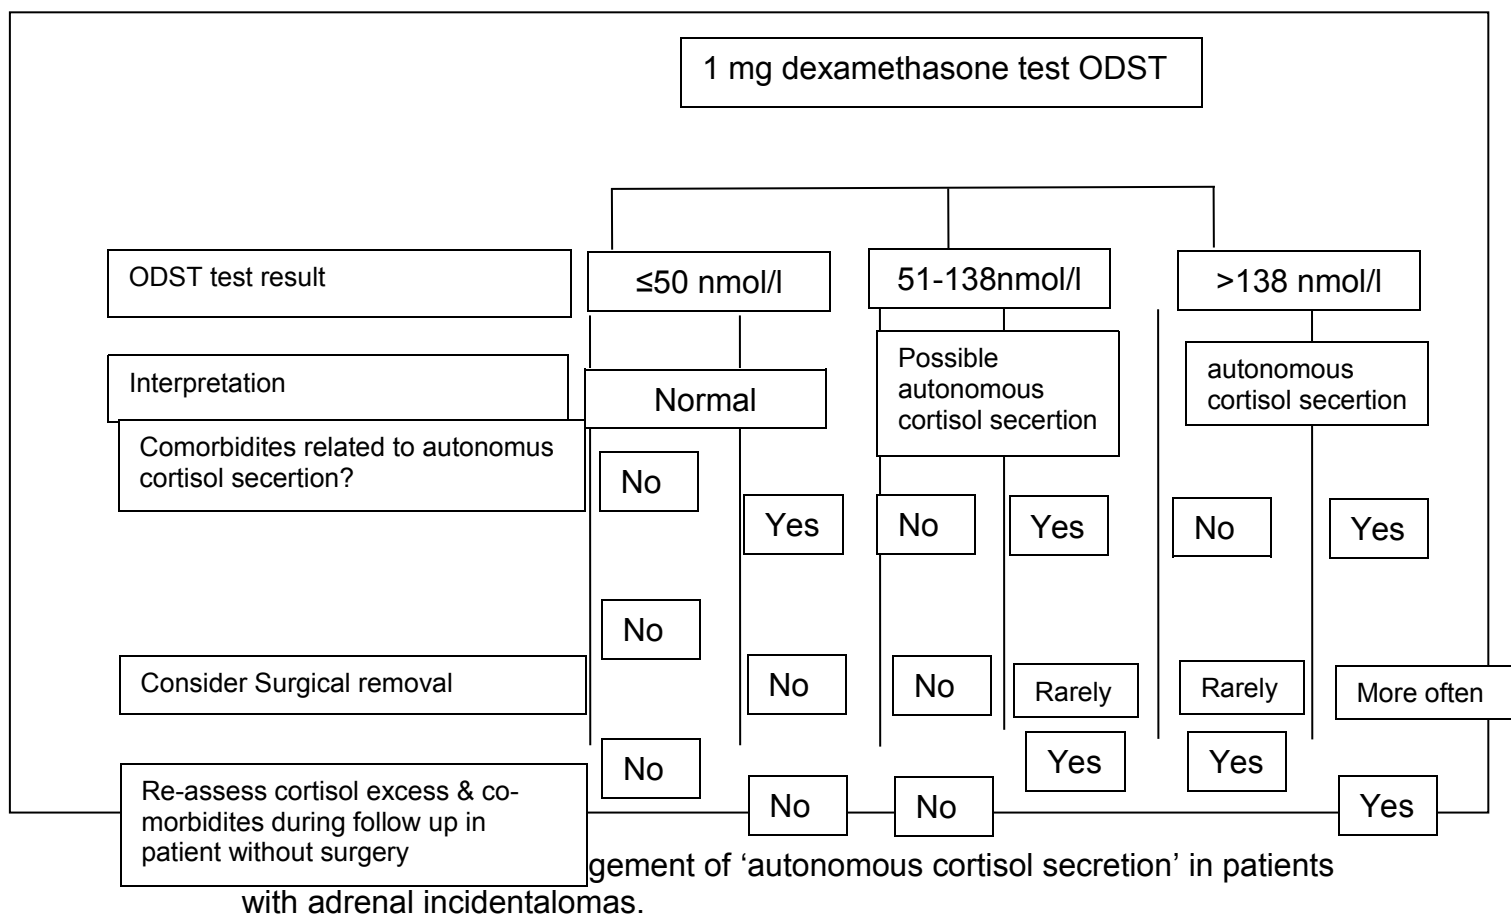 1 mg dexamethasone test ODST
ODST test result
≤50 nmol/l
51-138nmol/l
>138 nmol/l
Interpretation
Normal
Possible
autonomous
cortisol secertion
autonomous
cortisol secertion
Comorbidites related to autonomus
cortisol secertion?
No
Yes
No
Yes
No
Yes
Consider Surgical removal
No
No
No
Rarely
Rarely
More often
Re-assess cortisol excess & co-
morbidites during follow up in
patient without surgery
No
No
No
Yes
Yes
Yes
gement of ‘autonomous cortisol secretion’ in patients
with adrenal incidentalomas.